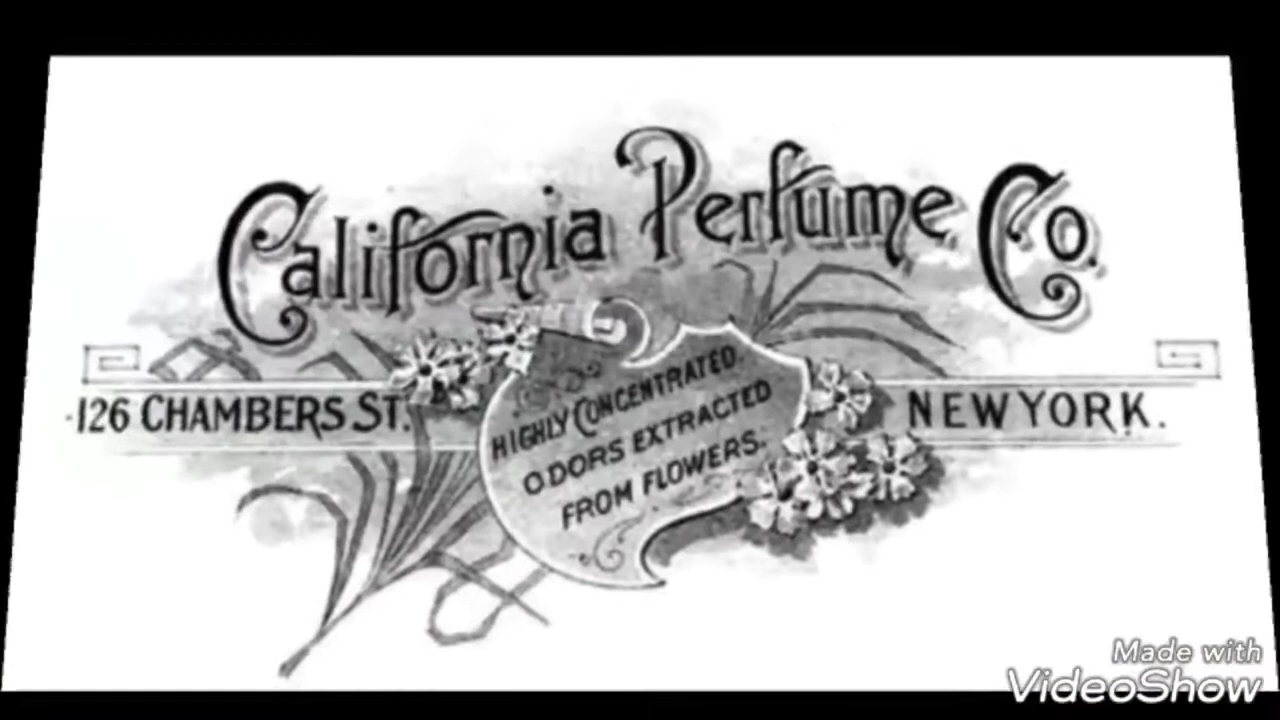 California Perfume Co.
126 CHAMBERS ST.
NEW YORK.
HIGHLY CONCENTRATED
ODORS EXTRACTED
FROM FLOWERS.
Made with
VideoShow